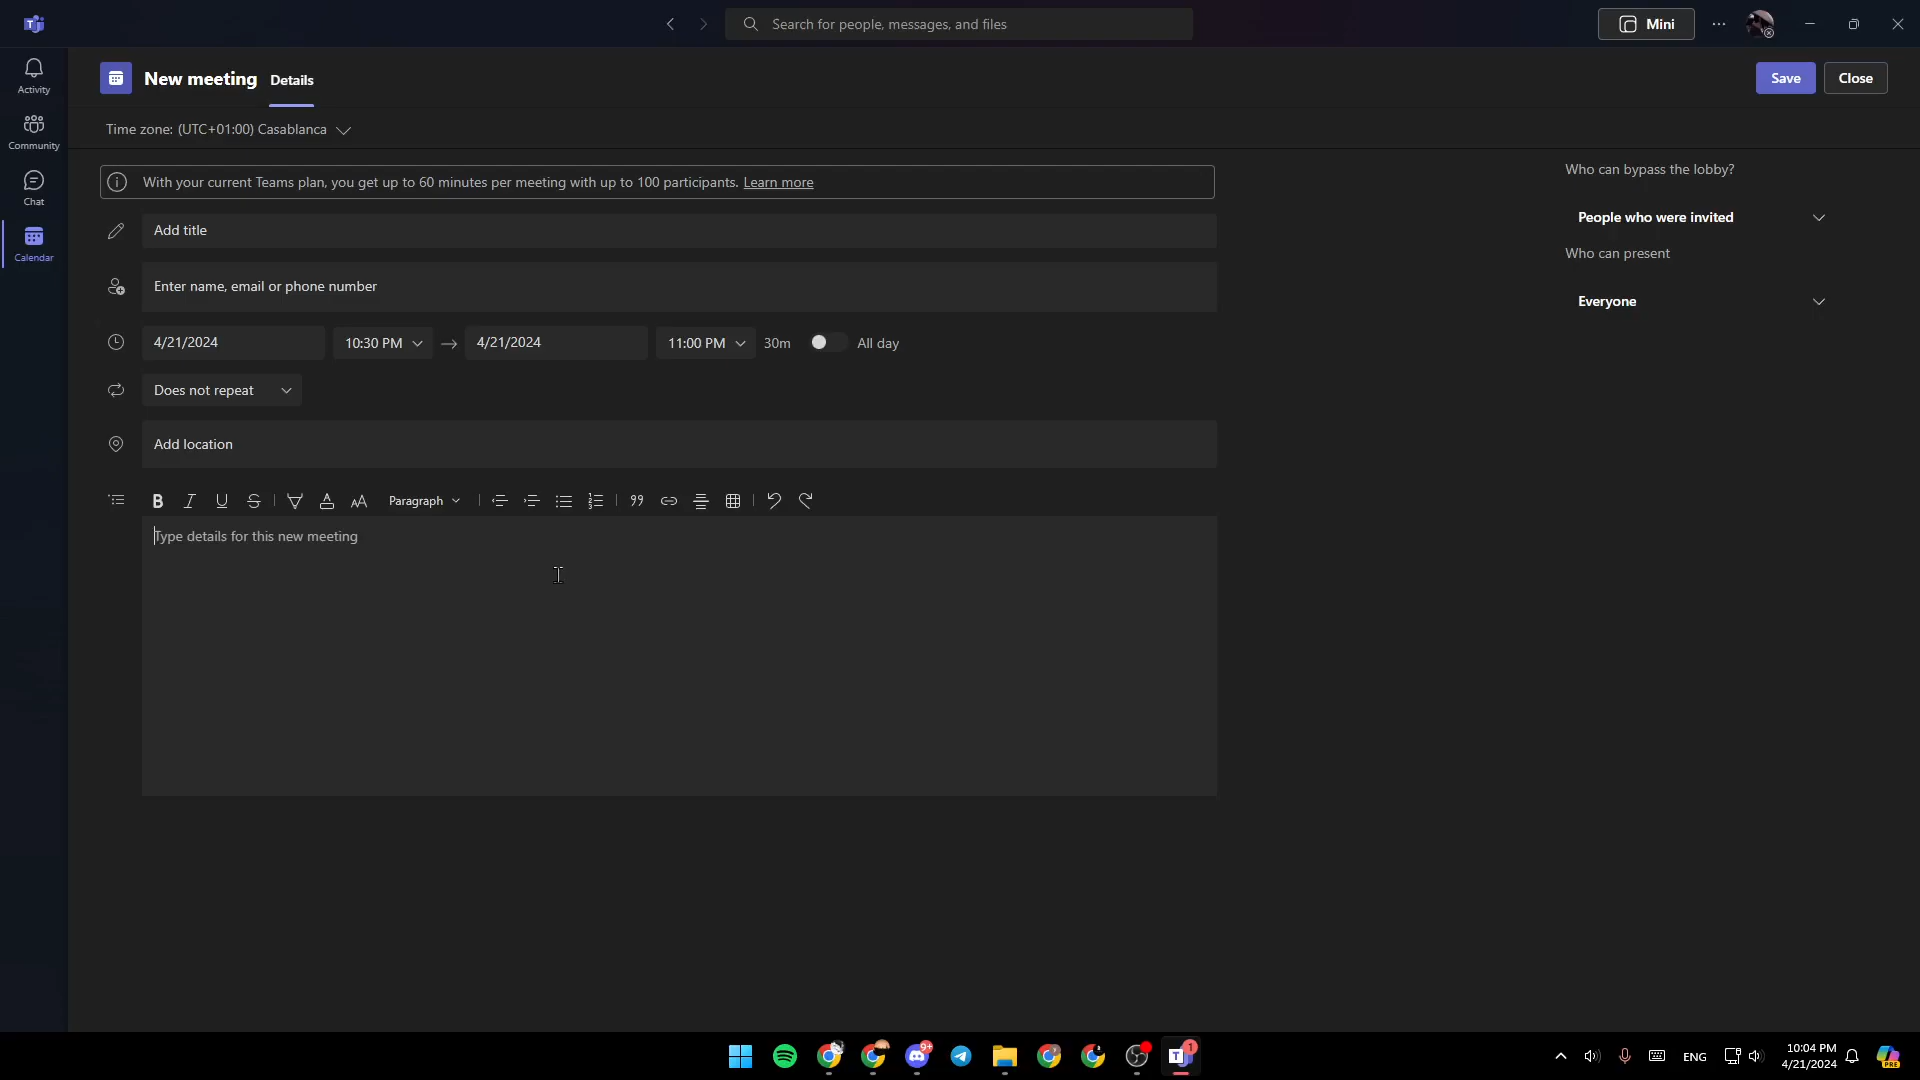 Search for people, messages, and files
Mini
Activity
Community
Chat
Calendar
New meeting
Details
Save
Close
Time zone: (UTC+01:00) Casablanca
With your current Teams plan, you get up to 60 minutes per meeting with up to 100 participants. Learn more
Add title
Enter name, email or phone number
4/21/2024
10:30 PM
4/21/2024
11:00 PM
30m
All day
Does not repeat
Add location
Paragraph
Type details for this new meeting
Who can bypass the lobby?
People who were invited
Who can present
Everyone
9+
1
ENG
10:04 PM
4/21/2024
PRE